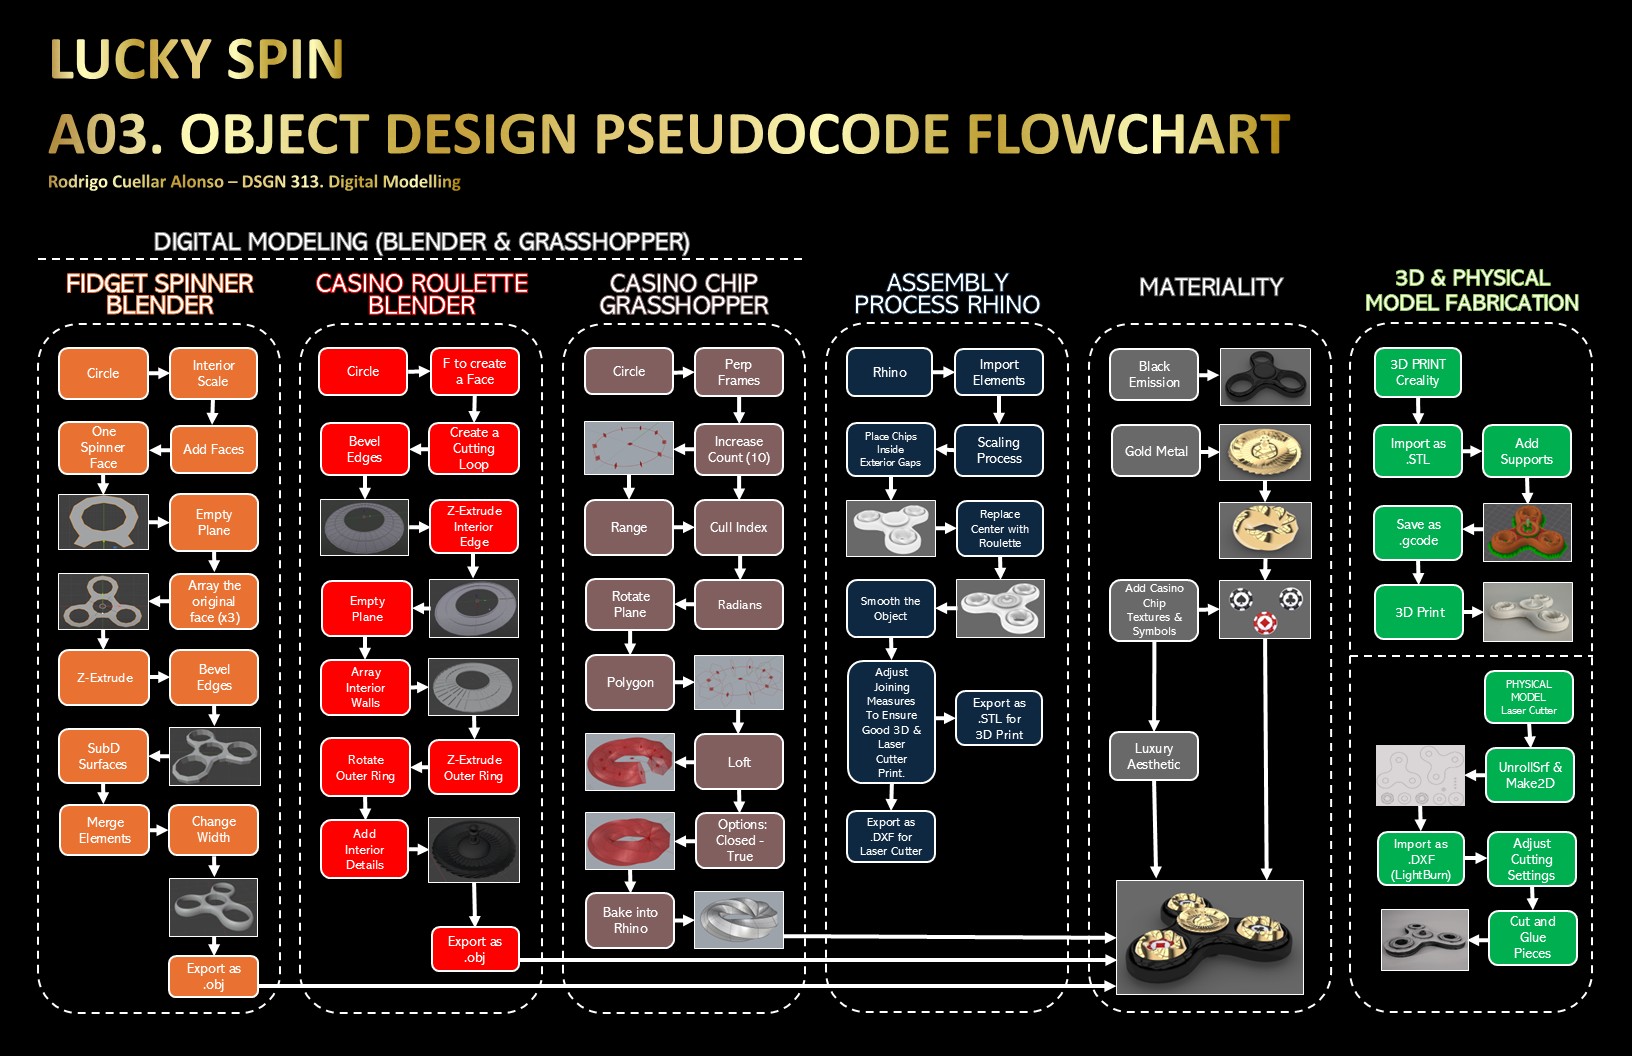 LUCKY SPIN
A03. OBJECT DESIGN PSEUDOCODE FLOWCHART
Rodrigo Cuellar Alonso – DSGN 313. Digital Modelling
DIGITAL MODELING (BLENDER & GRASSHOPPER)
FIDGET SPINNER
BLENDER
Circle
Interior
Scale
One
Spinner
Face
Add Faces
Empty
Plane
Array the
original
face (x3)
Z-Extrude
Bevel
Edges
SubD
Surfaces
Merge
Elements
Change
Width
Export as
.obj
CASINO ROULETTE
BLENDER
Circle
F to create
a Face
Bevel
Edges
Create a
Cutting
Loop
Z-Extrude
Interior
Edge
Empty
Plane
Array
Interior
Walls
Rotate
Outer Ring
Z-Extrude
Outer Ring
Add
Interior
Details
Export as
.obj
CASINO CHIP
GRASSHOPPER
Circle
Perp
Frames
Increase
Count (10)
Range
Cull Index
Rotate
Plane
Radians
Polygon
Loft
Options:
Closed -
True
Bake into
Rhino
ASSEMBLY
PROCESS RHINO
Rhino
Import
Elements
Place Chips
Inside
Exterior Gaps
Scaling
Process
Replace
Center with
Roulette
Smooth the
Object
Adjust
Joining
Measures
To Ensure
Good 3D &
Laser
Cutter
Print.
Export as
.STL for
3D Print
Export as
.DXF for
Laser Cutter
MATERIALITY
Black
Emission
Gold Metal
Add Casino
Chip
Textures &
Symbols
Luxury
Aesthetic
3D & PHYSICAL
MODEL FABRICATION
3D PRINT
Creality
Import as
.STL
Add
Supports
Save as
.gcode
3D Print
PHYSICAL
MODEL
Laser Cutter
UnrollSrf &
Make2D
Import as
.DXF
(LightBurn)
Adjust
Cutting
Settings
Cut and
Glue
Pieces